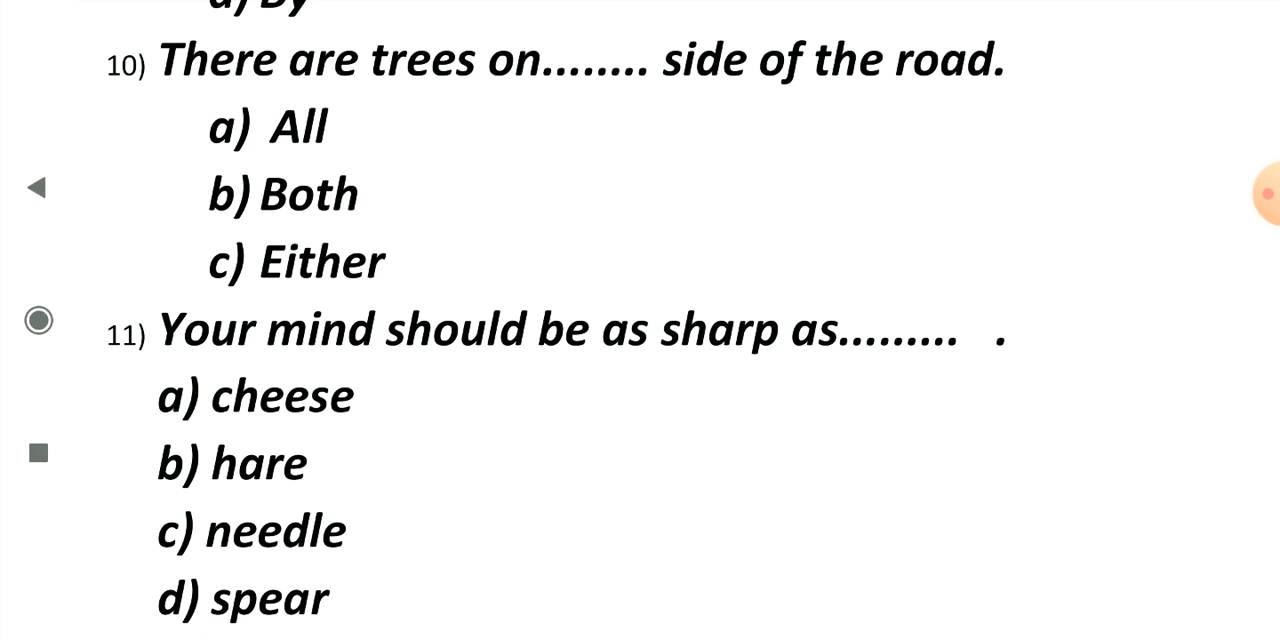 d) By
10) There are trees on........ side of the road.
a) All
b) Both
c) Either
11) Your mind should be as sharp as......... .
a) cheese
b) hare
c) needle
d) spear